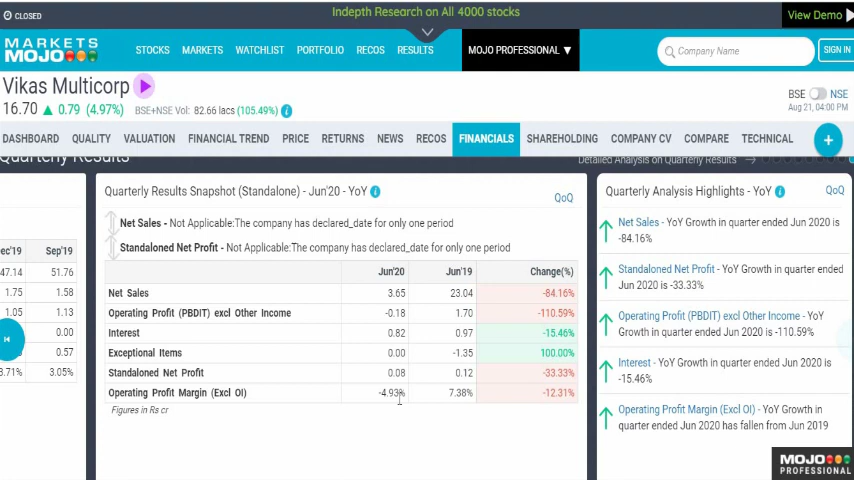 CLOSED
Indepth Research on All 4000 stocks
View Demo
MARKETS
MOJO
STOCKS MARKETS WATCHLIST PORTFOLIO RECOS RESULTS MOJO PROFESSIONAL ▼ Company Name SIGN IN
Vikas Multicorp
16.70 ▲ 0.79 (4.97%) BSE+NSE Vol: 82.66 lacs (105.49%)
BSE NSE
Aug 21, 04:00 PM
DASHBOARD QUALITY VALUATION FINANCIAL TREND PRICE RETURNS NEWS RECOS FINANCIALS SHAREHOLDING COMPANY CV COMPARE TECHNICAL +
Quarterly Results
Detailed Analysis on Quarterly Results
ec'19 Sep'19
47.14 51.76
1.75 1.58
1.05 1.13
0.00
0.57
3.71% 3.05%
Quarterly Results Snapshot (Standalone) - Jun'20 - YoY
QoQ
Net Sales - Not Applicable:The company has declared_date for only one period
Standaloned Net Profit - Not Applicable:The company has declared_date for only one period
Jun'20 Jun'19 Change(%)
Net Sales 3.65 23.04 -84.16%
Operating Profit (PBDIT) excl Other Income -0.18 1.70 -110.59%
Interest 0.82 0.97 -15.46%
Exceptional Items 0.00 -1.35 100.00%
Standaloned Net Profit 0.08 0.12 -33.33%
Operating Profit Margin (Excl OI) -4.93% 7.38% -12.31%
Figures in Rs cr
Quarterly Analysis Highlights - YoY QoQ
Net Sales - YoY Growth in quarter ended Jun 2020 is
-84.16%
Standaloned Net Profit - YoY Growth in quarter ended
Jun 2020 is -33.33%
Operating Profit (PBDIT) excl Other Income - YoY
Growth in quarter ended Jun 2020 is -110.59%
Interest - YoY Growth in quarter ended Jun 2020 is
-15.46%
Operating Profit Margin (Excl OI) - YoY Growth in
quarter ended Jun 2020 has fallen from Jun 2019
MOJO
PROFESSIONAL